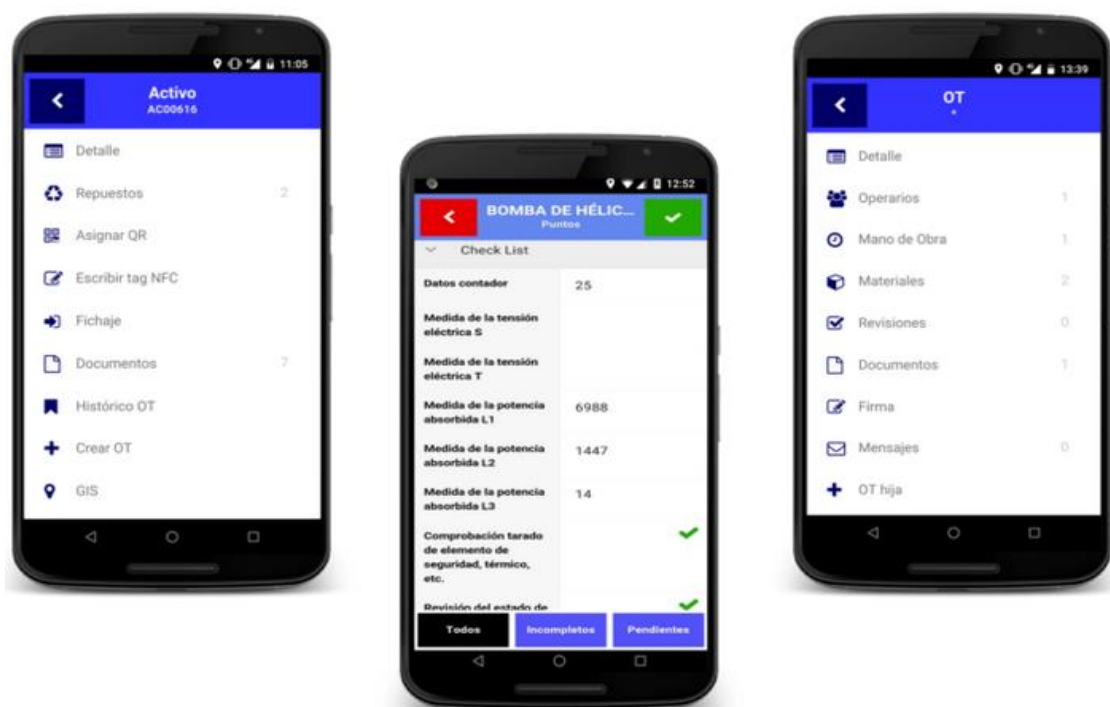 11:05
Activo
AC00616
Detalle
Repuestos 2
Asignar QR
Escribir tag NFC
Fichaje
Documentos 7
Histórico OT
Crear OT
GIS
12:52
BOMBA DE HÉLIC...
Puntos
Check List
Datos contador 25
Medida de la tensión
eléctrica S
Medida de la tensión
eléctrica T
Medida de la potencia
absorbida L1 6988
Medida de la potencia
absorbida L2 1447
Medida de la potencia
absorbida L3 14
Comprobación tarado
de elemento de
seguridad, térmico,
etc.
Revisión del estado de
Todos Incompletos Pendientes
13:39
OT
Detalle
Operarios 1
Mano de Obra 1
Materiales 2
Revisiones 0
Documentos 1
Firma
Mensajes 0
OT hija